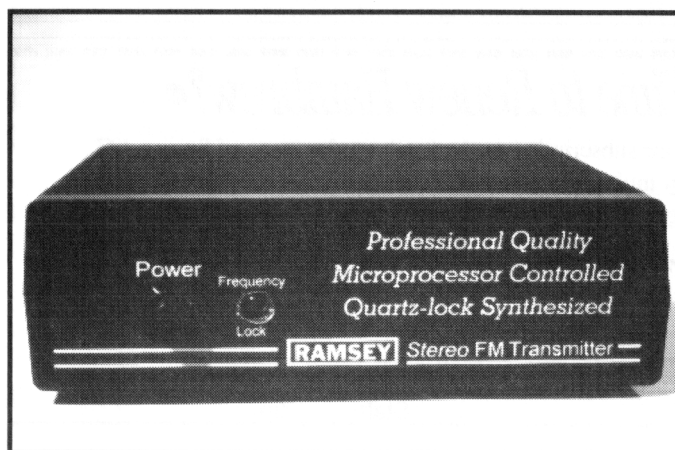 Professional Quality
Microprocessor Controlled
Quartz-lock Synthesized
Power
Frequency
Lock
RAMSEY Stereo FM Transmitter